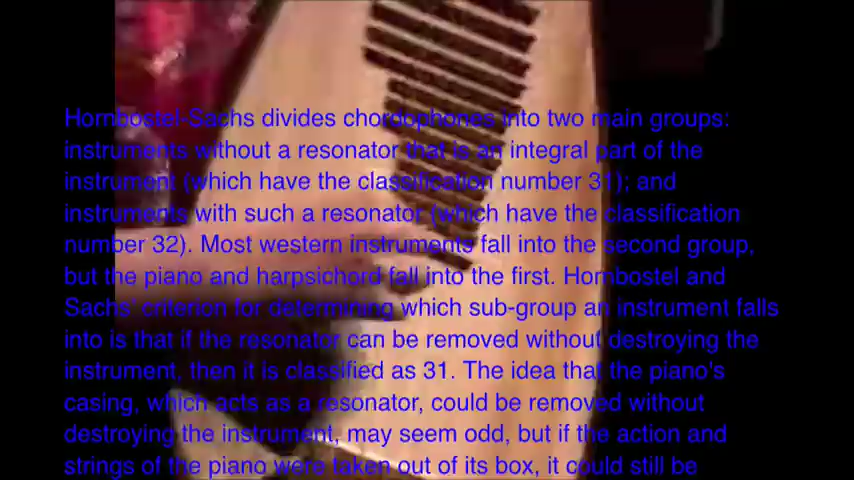 Hornbostel-Sachs divides chordophones into two main groups:
instruments without a resonator that is an integral part of the
instrument (which have the classification number 31); and
instruments with such a resonator (which have the classification
number 32). Most western instruments fall into the second group,
but the piano and harpsichord fall into the first. Hornbostel and
Sachs' criterion for determining which sub-group an instrument falls
into is that if the resonator can be removed without destroying the
instrument, then it is classified as 31. The idea that the piano's
casing, which acts as a resonator, could be removed without
destroying the instrument, may seem odd, but if the action and
strings of the piano were taken out of its box, it could still be